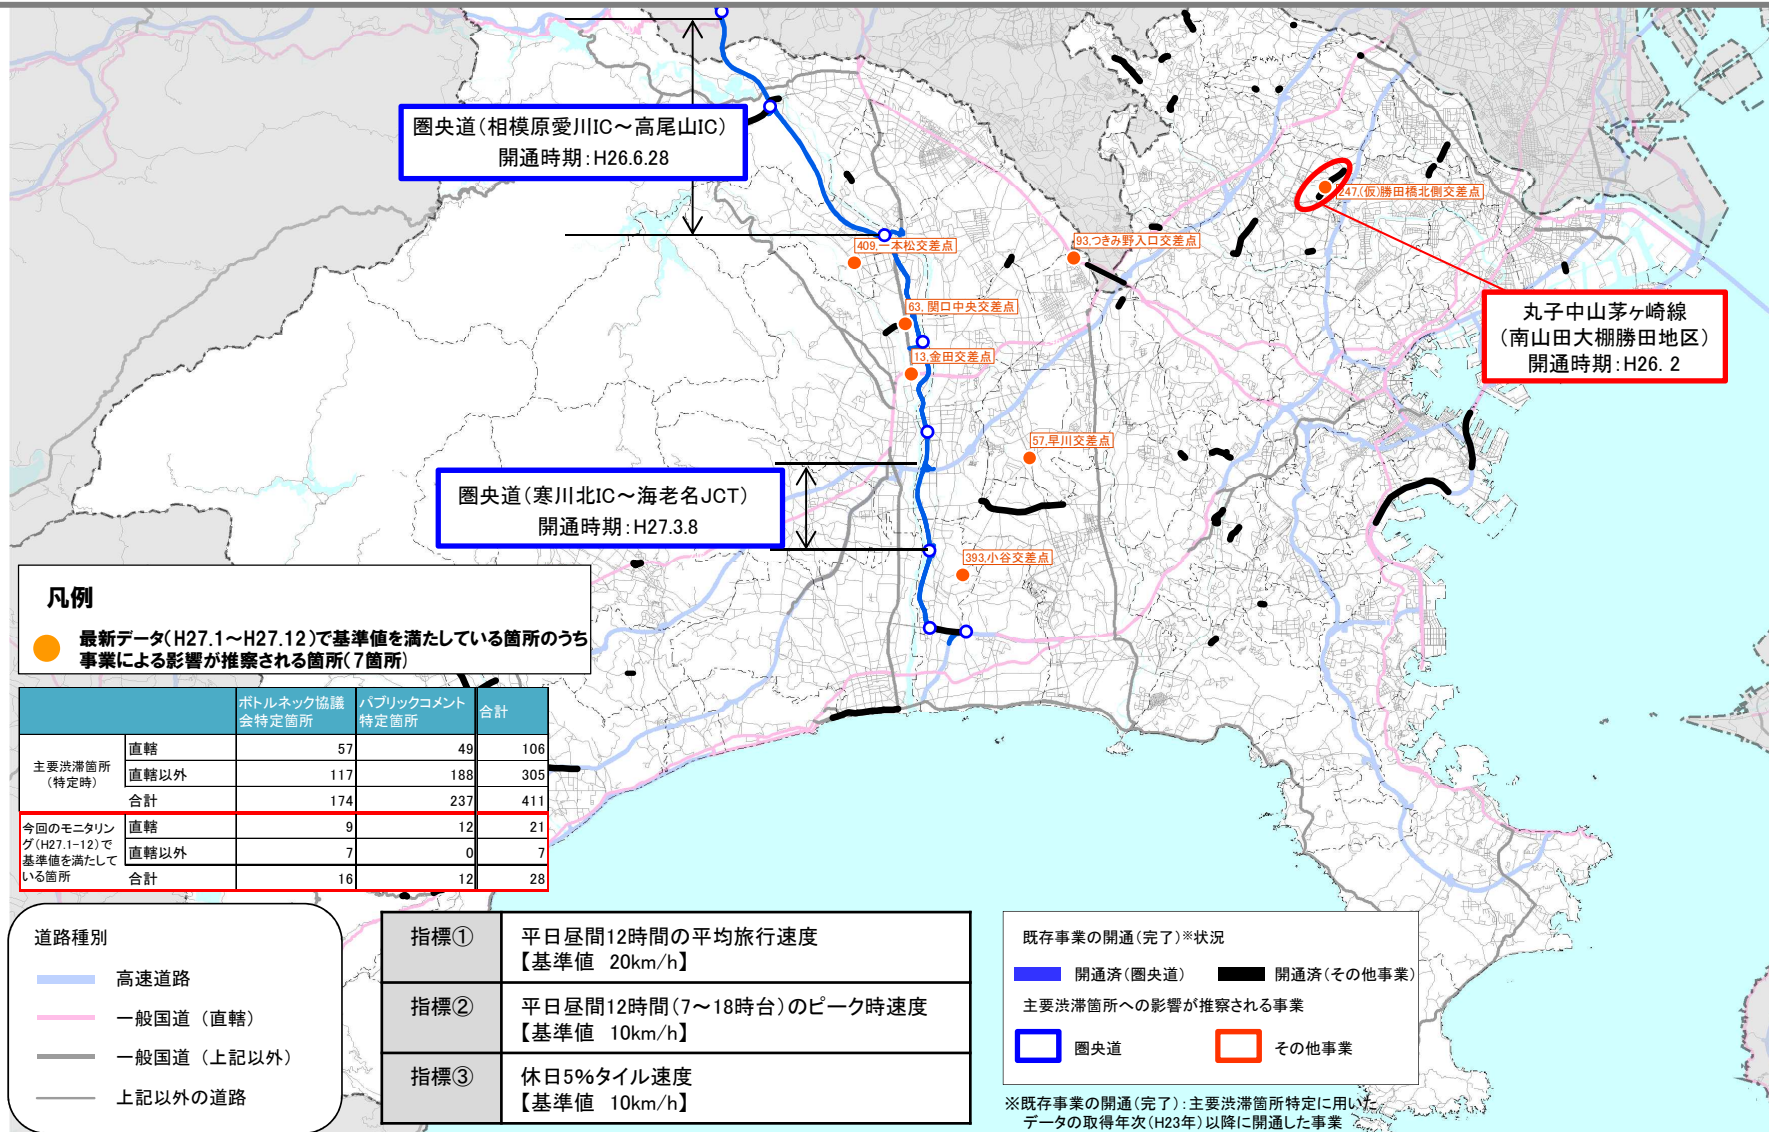 圏央道(相模原愛川IC～高尾山IC)
開通時期:H26.6.28
409.一本松交差点
93.つきみ野入口交差点
247.(仮)勝田橋北側交差点
63.関口中央交差点
13.金田交差点
丸子中山茅ヶ崎線
(南山田大棚勝田地区)
開通時期:H26. 2
57.早川交差点
圏央道(寒川北IC～海老名JCT)
開通時期:H27.3.8
393.小谷交差点
凡例
最新データ(H27.1～H27.12)で基準値を満たしている箇所のうち
事業による影響が推察される箇所(7箇所)
ボトルネック協議会特定箇所 パブリックコメント特定箇所 合計
主要渋滞箇所(特定時) 直轄 57 49 106
直轄以外 117 188 305
合計 174 237 411
今回のモニタリング(H27.1-12)で基準値を満たしている箇所 直轄 9 12 21
直轄以外 7 0 7
合計 16 12 28
道路種別
高速道路
一般国道(直轄)
一般国道(上記以外)
上記以外の道路
指標① 平日昼間12時間の平均旅行速度
【基準値 20km/h】
指標② 平日昼間12時間(7～18時台)のピーク時速度
【基準値 10km/h】
指標③ 休日5%タイル速度
【基準値 10km/h】
既存事業の開通(完了)※状況
開通済(圏央道) 開通済(その他事業)
主要渋滞箇所への影響が推察される事業
圏央道 その他事業
※既存事業の開通(完了):主要渋滞箇所特定に用いた
データの取得年次(H23年)以降に開通した事業